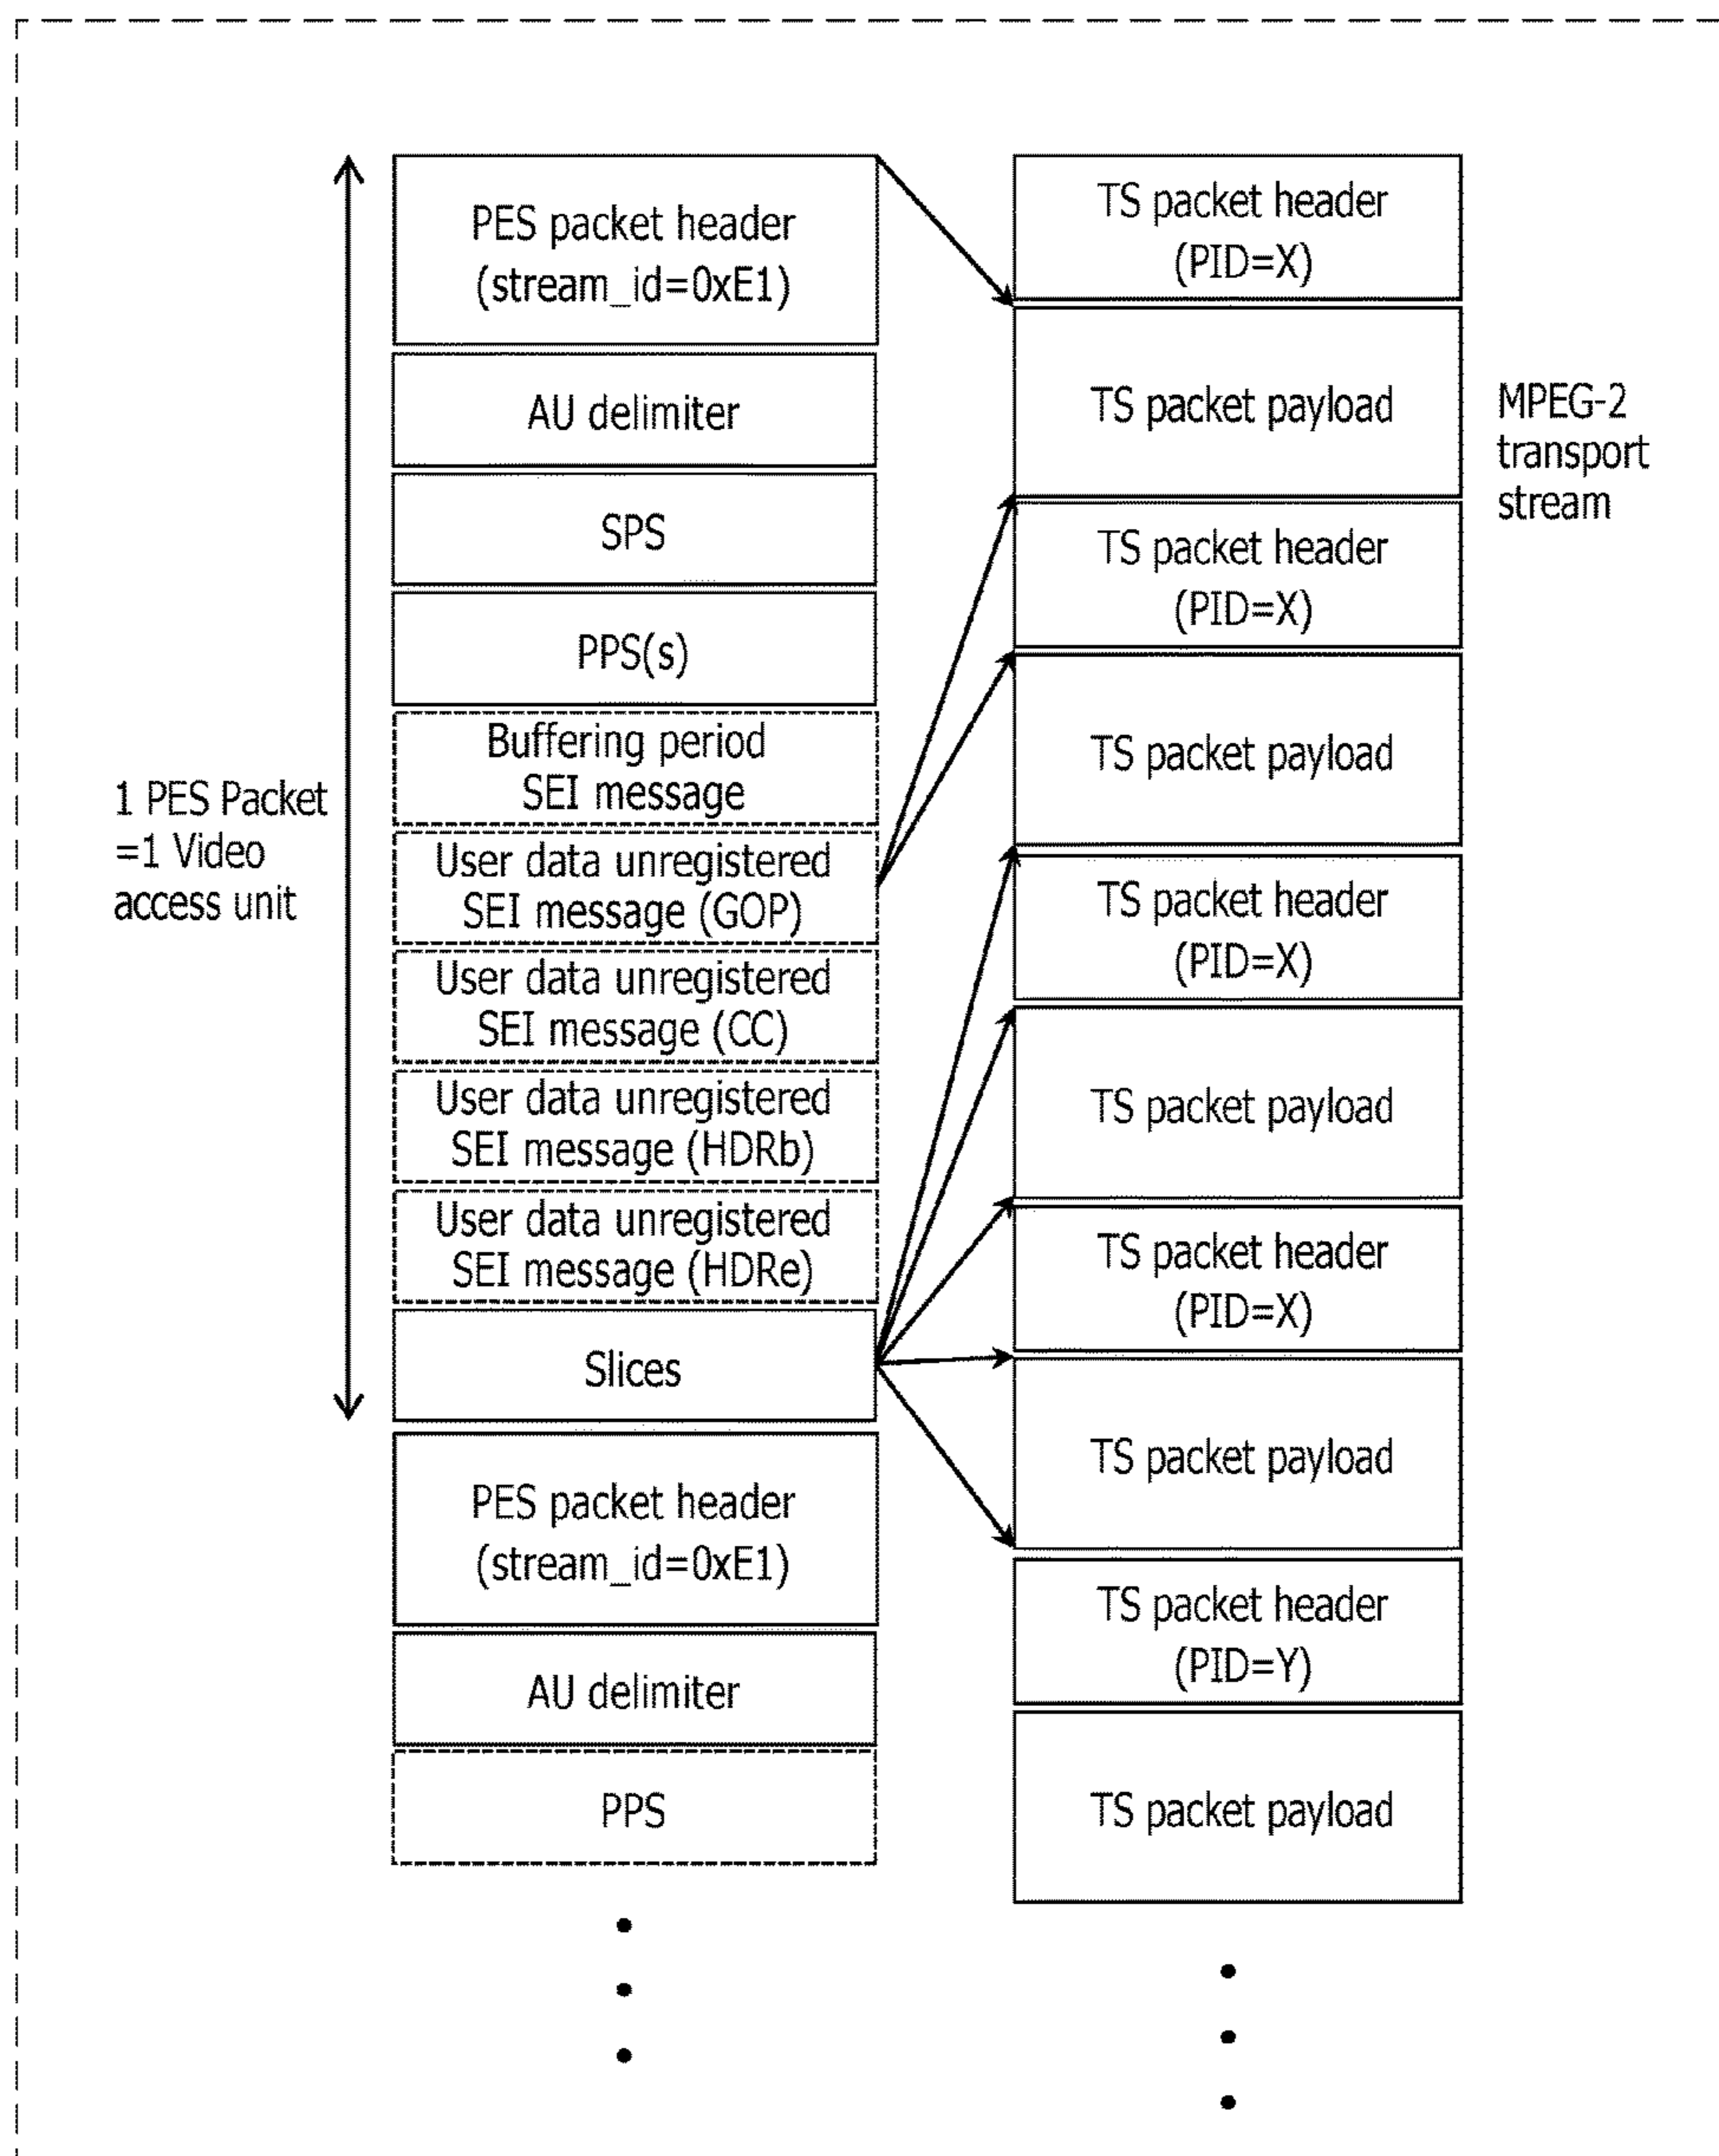 1 PES Packet
=1 Video
access unit
PES packet header
(stream_id=0xE1)
AU delimiter
SPS
PPS(s)
Buffering period
SEI message
User data unregistered
SEI message (GOP)
User data unregistered
SEI message (CC)
User data unregistered
SEI message (HDRb)
User data unregistered
SEI message (HDRe)
Slices
PES packet header
(stream_id=0xE1)
AU delimiter
PPS
TS packet header
(PID=X)
TS packet payload
TS packet header
(PID=X)
TS packet payload
TS packet header
(PID=X)
TS packet payload
TS packet header
(PID=X)
TS packet payload
TS packet header
(PID=Y)
TS packet payload
MPEG-2
transport
stream